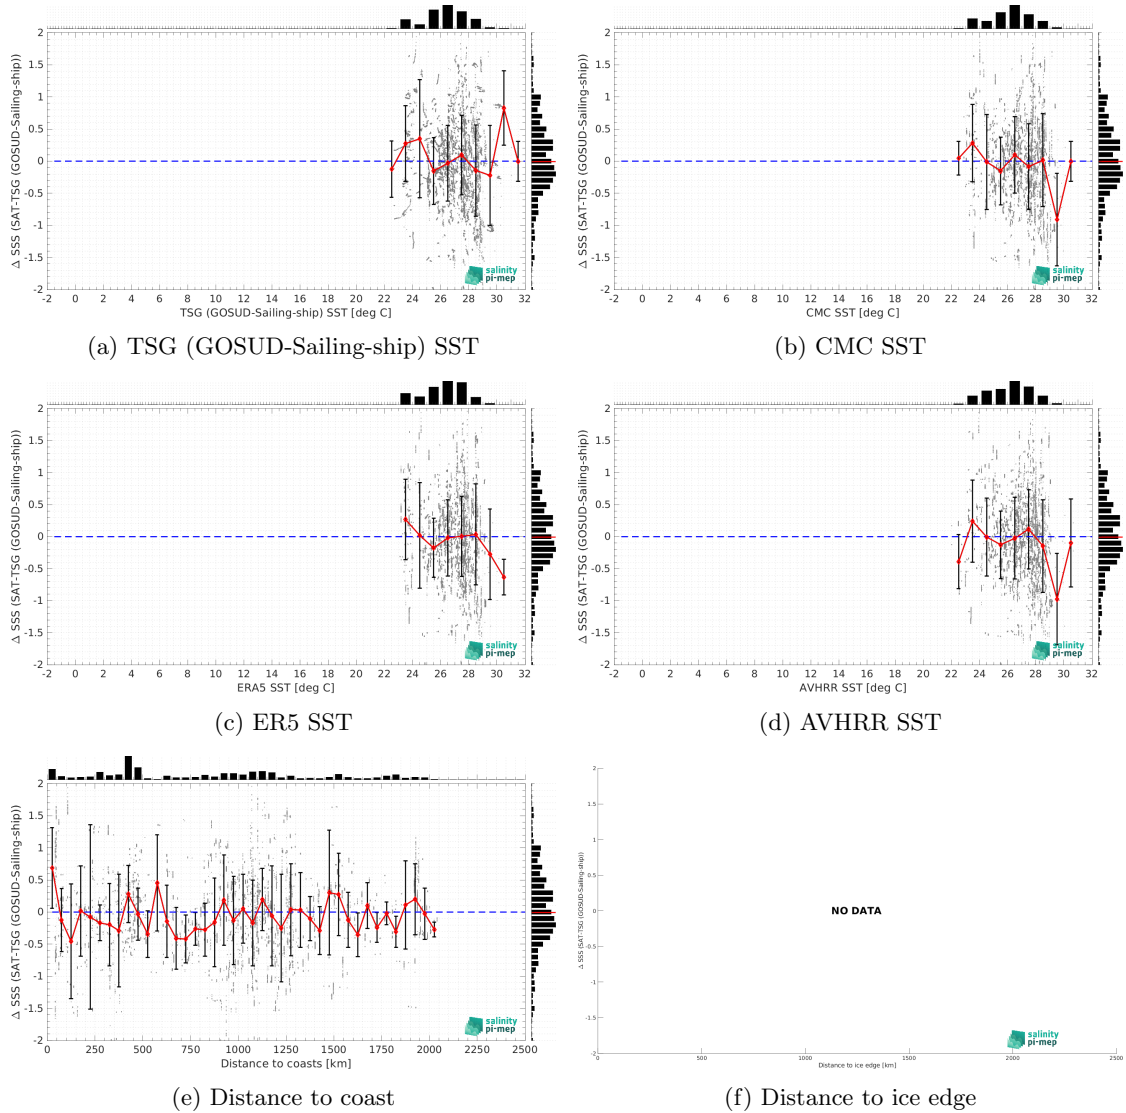 Δ SSS (SAT-TSG (GOSUD-Sailing-ship))
2
1.5
1
0.5
0
-0.5
-1
-1.5
-2
-2 0 2 4 6 8 10 12 14 16 18 20 22 24 26 28 30 32
TSG (GOSUD-Sailing-ship) SST [deg C]
salinity
pi-mep
(a) TSG (GOSUD-Sailing-ship) SST
Δ SSS (SAT-TSG (GOSUD-Sailing-ship))
2
1.5
1
0.5
0
-0.5
-1
-1.5
-2
-2 0 2 4 6 8 10 12 14 16 18 20 22 24 26 28 30 32
CMC SST [deg C]
salinity
pi-mep
(b) CMC SST
Δ SSS (SAT-TSG (GOSUD-Sailing-ship))
2
1.5
1
0.5
0
-0.5
-1
-1.5
-2
-2 0 2 4 6 8 10 12 14 16 18 20 22 24 26 28 30 32
ERA5 SST [deg C]
salinity
pi-mep
(c) ER5 SST
Δ SSS (SAT-TSG (GOSUD-Sailing-ship))
2
1.5
1
0.5
0
-0.5
-1
-1.5
-2
-2 0 2 4 6 8 10 12 14 16 18 20 22 24 26 28 30 32
AVHRR SST [deg C]
salinity
pi-mep
(d) AVHRR SST
Δ SSS (SAT-TSG (GOSUD-Sailing-ship))
2
1.5
1
0.5
0
-0.5
-1
-1.5
-2
0 250 500 750 1000 1250 1500 1750 2000 2250 2500
Distance to coasts [km]
salinity
pi-mep
(e) Distance to coast
Δ SSS (SAT-TSG (GOSUD-Sailing-ship))
2
1.5
1
0.5
0
-0.5
-1
-1.5
-2
NO DATA
0 500 1000 1500 2000 2500
Distance to ice edge [km]
salinity
pi-mep
(f) Distance to ice edge